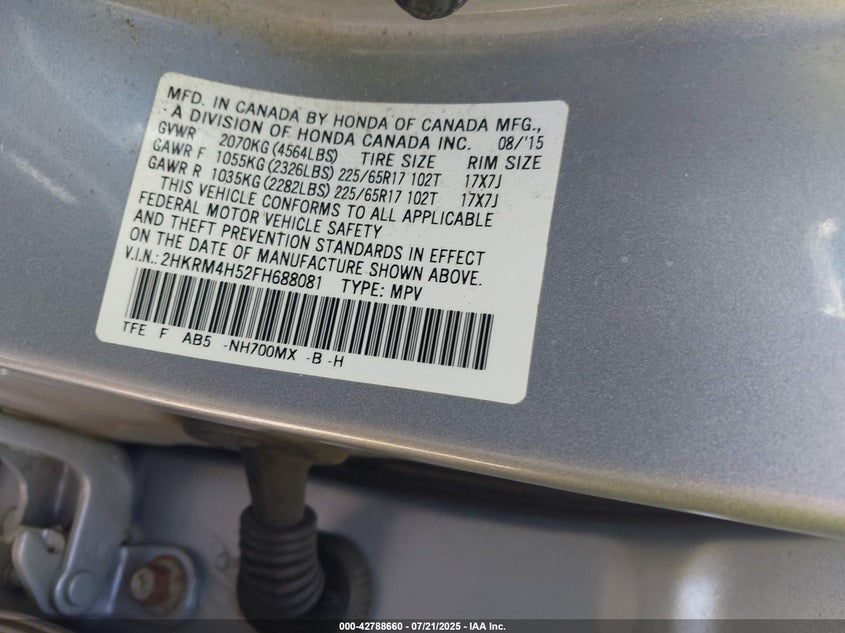 MFD. IN CANADA BY HONDA OF CANADA MFG.,
A DIVISION OF HONDA CANADA INC. 08/'15
GVWR 2070KG (4564LBS) TIRE SIZE RIM SIZE
GAWR F 1055KG (2326LBS) 225/65R17 102T 17X7J
GAWR R 1035KG (2282LBS) 225/65R17 102T 17X7J
THIS VEHICLE CONFORMS TO ALL APPLICABLE
FEDERAL MOTOR VEHICLE SAFETY
AND THEFT PREVENTION STANDARDS IN EFFECT
ON THE DATE OF MANUFACTURE SHOWN ABOVE.
V.I.N.: 2HKRM4H52FH688081 TYPE: MPV
TFE F AB5 -NH700MX -B -H
000-42788660 - 07/21/2025 - IAA Inc.